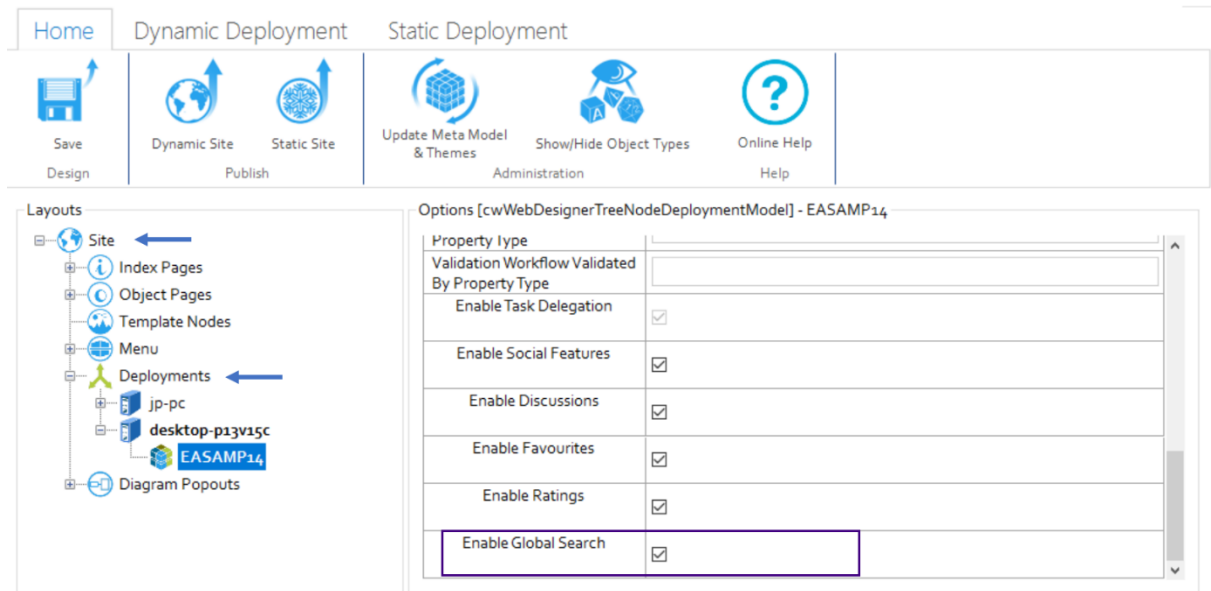 Home Dynamic Deployment Static Deployment
Save
Dynamic Site
Static Site
Update Meta Model
& Themes
Show/Hide Object Types
Online Help
Design
Publish
Administration
Help
Layouts
Site
Index Pages
Object Pages
Template Nodes
Menu
Deployments
jp-pc
desktop-p13v15c
EASAMP14
Diagram Popouts
Options [cwWebDesignerTreeNodeDeploymentModel] - EASAMP14
Property Type
Validation Workflow Validated
By Property Type
Enable Task Delegation
Enable Social Features
Enable Discussions
Enable Favourites
Enable Ratings
Enable Global Search